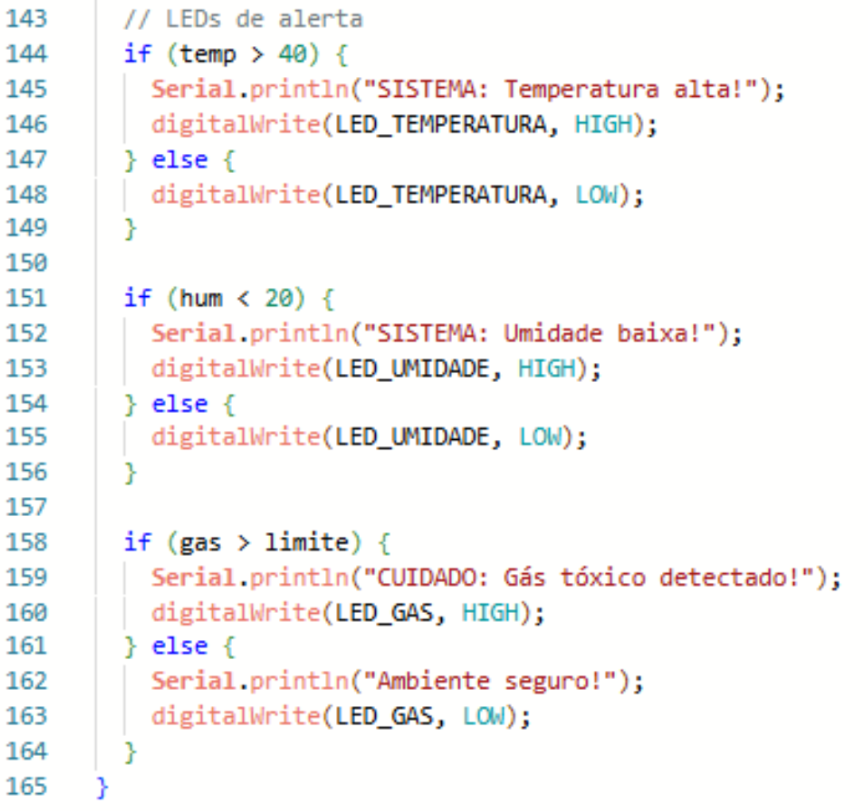 143 // LEDs de alerta
144 if (temp > 40) {
145 Serial.println("SISTEMA: Temperatura alta!");
146 digitalWrite(LED_TEMPERATURA, HIGH);
147 } else {
148 digitalWrite(LED_TEMPERATURA, LOW);
149 }
150
151 if (hum < 20) {
152 Serial.println("SISTEMA: Umidade baixa!");
153 digitalWrite(LED_UMIDADE, HIGH);
154 } else {
155 digitalWrite(LED_UMIDADE, LOW);
156 }
157
158 if (gas > limite) {
159 Serial.println("CUIDADO: Gás tóxico detectado!");
160 digitalWrite(LED_GAS, HIGH);
161 } else {
162 Serial.println("Ambiente seguro!");
163 digitalWrite(LED_GAS, LOW);
164 }
165 }